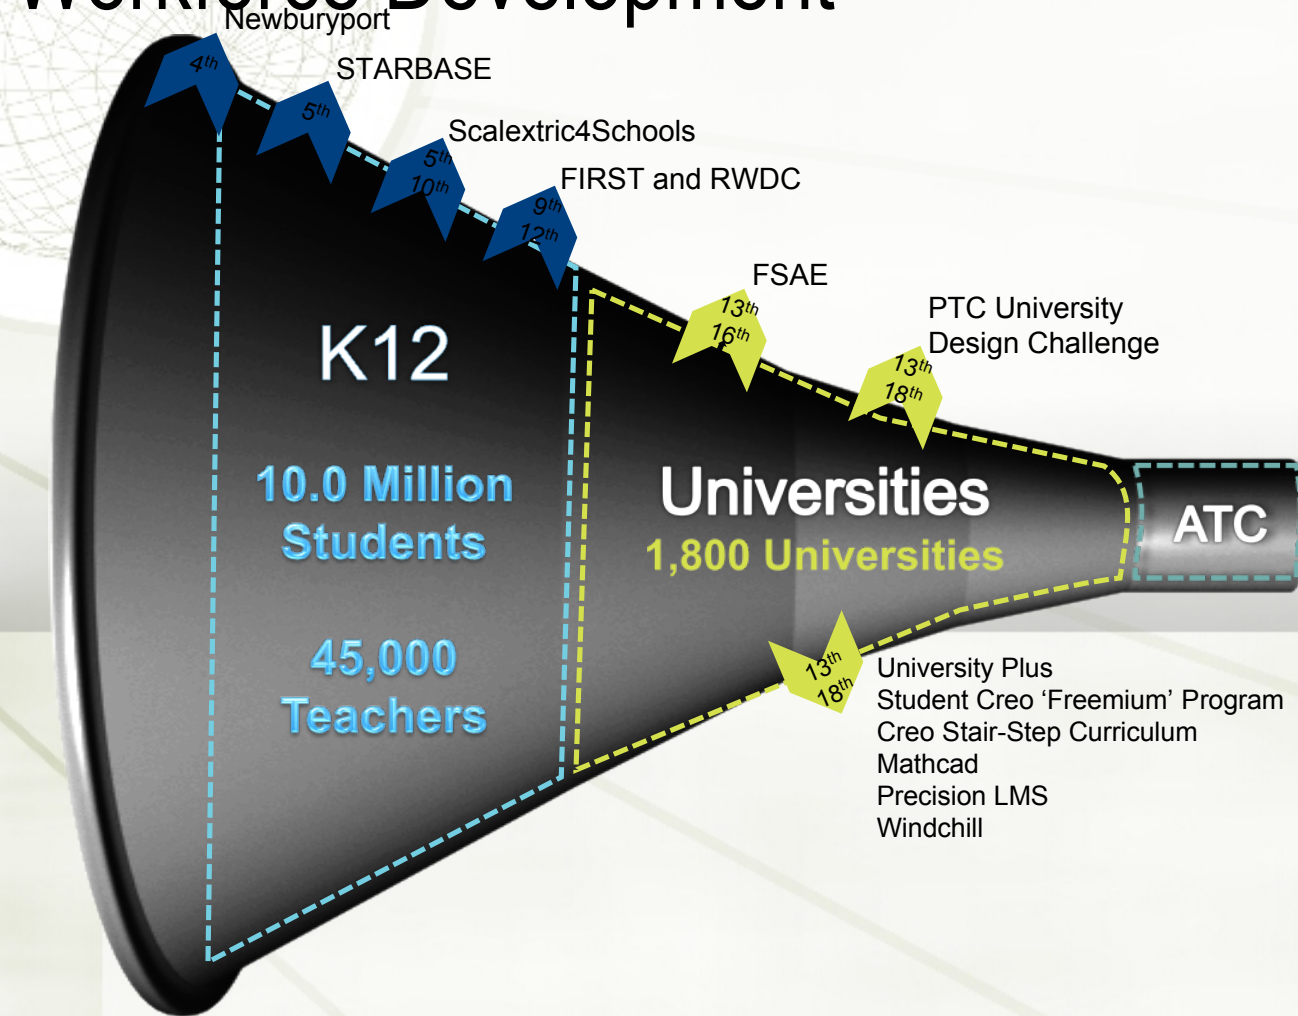 Workforce Development
Newburyport
4th
STARBASE
5th
Scalextric4Schools
5th
10th
FIRST and RWDC
9th
12th
FSAE
13th
16th
PTC University
Design Challenge
13th
18th
K12
10.0 Million
Students
45,000
Teachers
Universities
1,800 Universities
ATC
13th
18th
University Plus
Student Creo ‘Freemium’ Program
Creo Stair-Step Curriculum
Mathcad
Precision LMS
Windchill